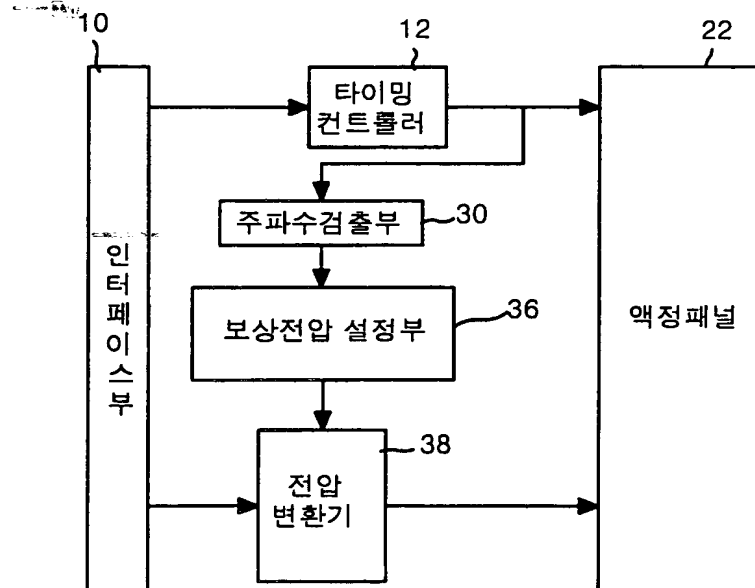 10
12
22
타이밍
컨트롤러
주파수검출부
30
인터페이스부
보상전압 설정부
36
액정패널
38
전압
변환기